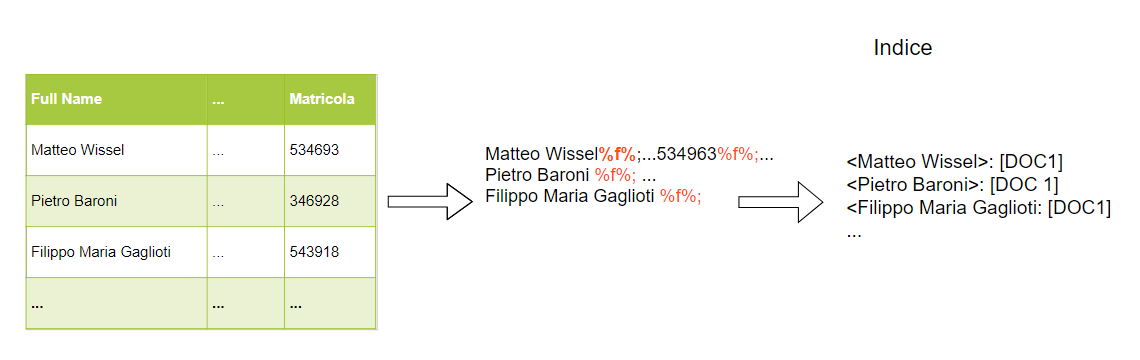 Indice
Full Name ... Matricola
Matteo Wissel ... 534693
Pietro Baroni ... 346928
Filippo Maria Gaglioti ... 543918
... ... ...
Matteo Wissel%f%;...534963%f%;...
Pietro Baroni %f%; ...
Filippo Maria Gaglioti %f%;
<Matteo Wissel>: [DOC1]
<Pietro Baroni>: [DOC 1]
<Filippo Maria Gaglioti: [DOC1]
...